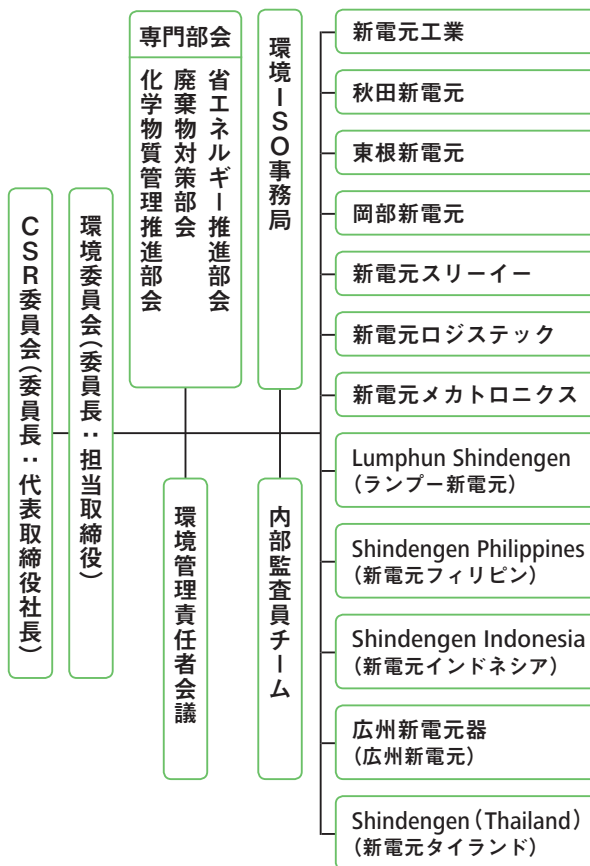 CSR委員会(委員長：代表取締役社長)
環境委員会(委員長：担当取締役)
専門部会
省エネルギー推進部会
廃棄物対策部会
化学物質管理推進部会
環境ISO事務局
環境管理責任者会議
内部監査員チーム
新電元工業
秋田新電元
東根新電元
岡部新電元
新電元スリーイー
新電元ロジステック
新電元メカトロニクス
Lumphun Shindengen
(ランプー新電元)
Shindengen Philippines
(新電元フィリピン)
Shindengen Indonesia
(新電元インドネシア)
広州新電元器
(広州新電元)
Shindengen(Thailand)
(新電元タイランド)